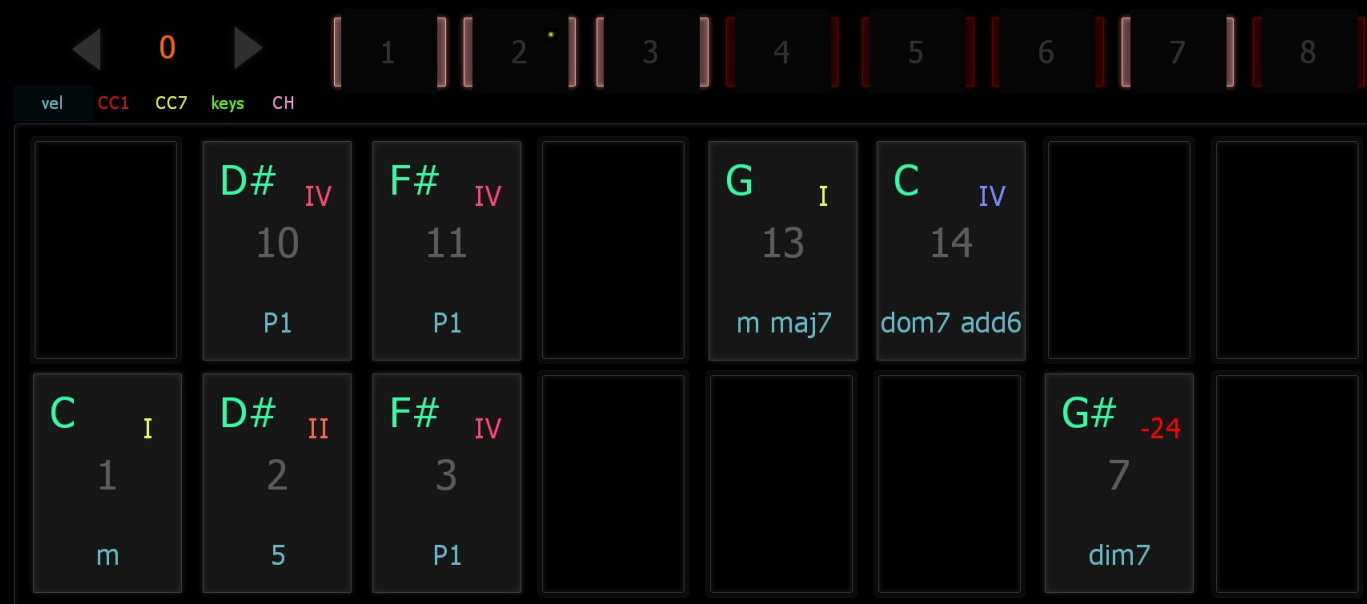 0 1 2 3 4 5 6 7 8
vel CC1 CC7 keys CH
D# IV F# IV G I C IV
10 11 13 14
P1 P1 m maj7 dom7 add6
C I D# II F# IV G# -24
1 2 3 7
m 5 P1 dim7